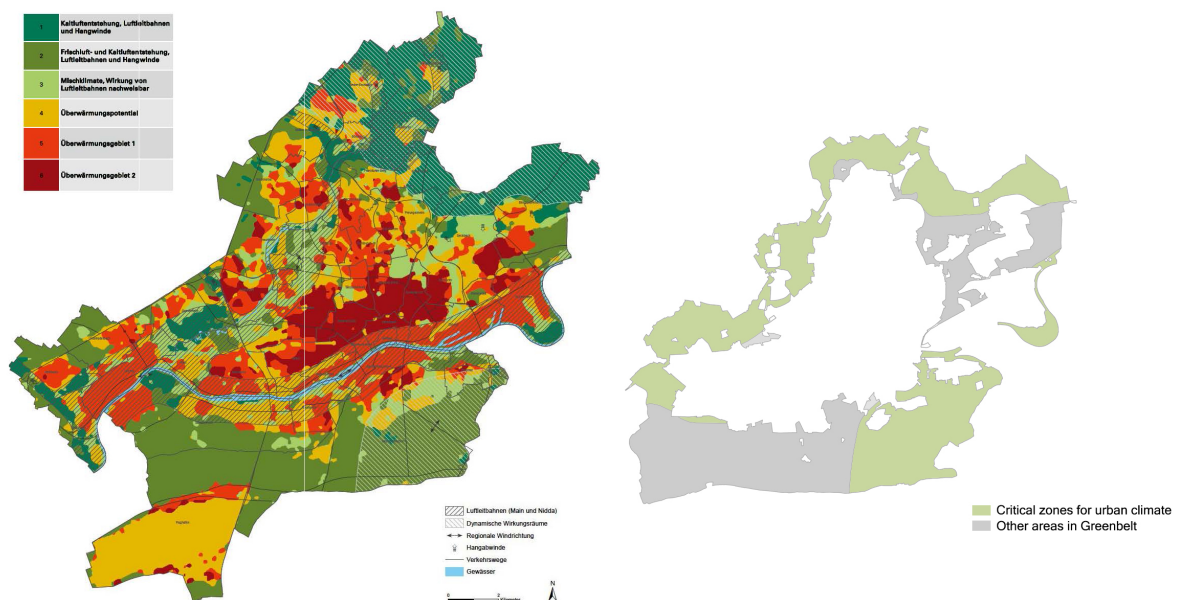 1 Kaltluftentstehung, Luftleitbahnen
und Hangwinde
2 Frischluft- und Kaltluftentstehung,
Luftleitbahnen und Hangwinde
3 Mischklimate, Wirkung von
Luftleitbahnen nachweisbar
4 Überwärmungspotential
5 Überwärmungsgebiet 1
6 Überwärmungsgebiet 2
Luftleitbahnen (Main und Nidda)
Dynamische Wirkungsräume
Regionale Windrichtung
Hangabwinde
Verkehrswege
Gewässer
0 2
Kilometer
N
Critical zones for urban climate
Other areas in Greenbelt